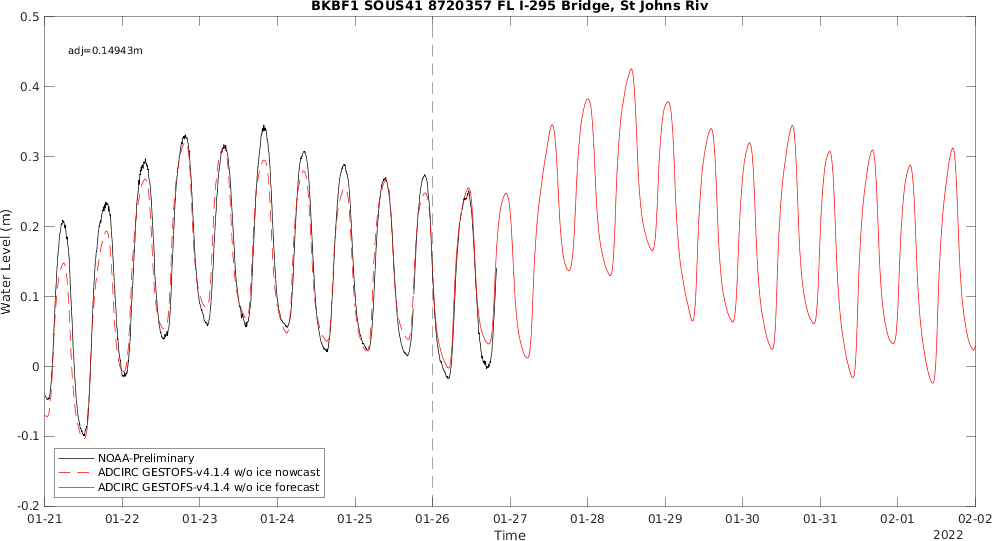 BKBF1 SOUS41 8720357 FL I-295 Bridge, St Johns Riv
adj=0.14943m
0.5
0.4
0.3
0.2
0.1
0
-0.1
-0.2
Water Level (m)
NOAA-Preliminary
ADCIRC GESTOFS-v4.1.4 w/o ice nowcast
ADCIRC GESTOFS-v4.1.4 w/o ice forecast
01-21 01-22 01-23 01-24 01-25 01-26 01-27 01-28 01-29 01-30 01-31 02-01 02-02
Time
2022